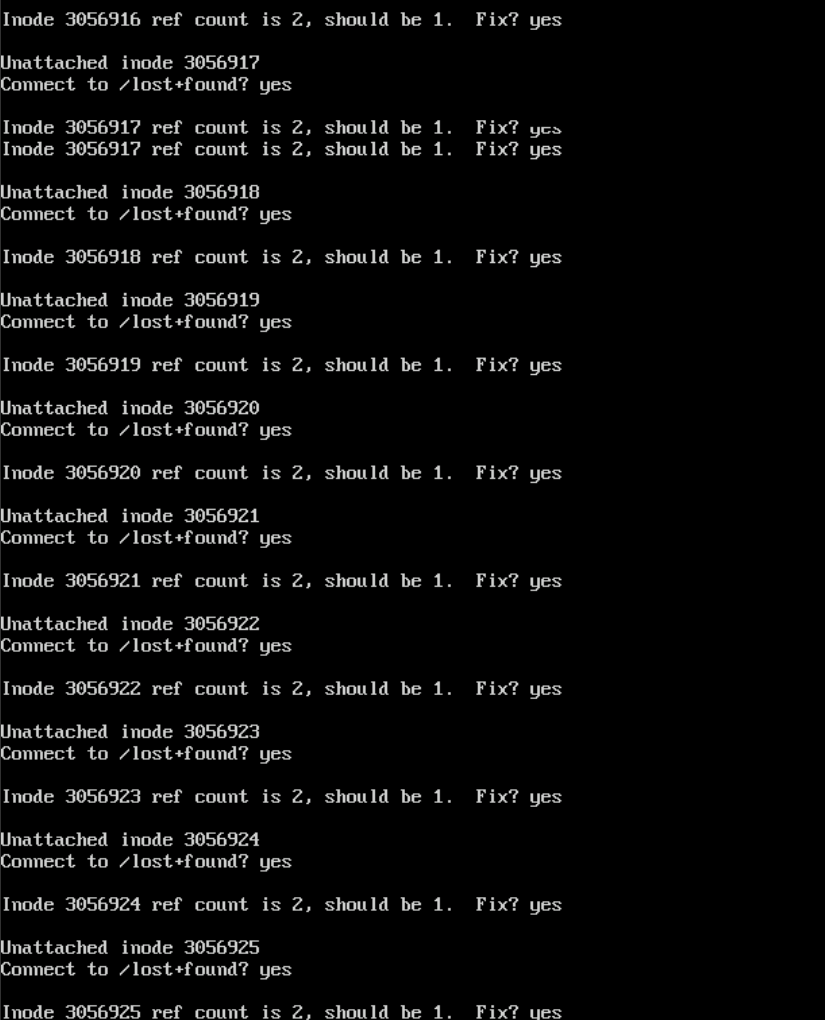 Inode 3056916 ref count is 2, should be 1.  Fix? yes
Unattached inode 3056917
Connect to /lost+found? yes
Inode 3056917 ref count is 2, should be 1.  Fix? yes
Inode 3056917 ref count is 2, should be 1.  Fix? yes
Unattached inode 3056918
Connect to /lost+found? yes
Inode 3056918 ref count is 2, should be 1.  Fix? yes
Unattached inode 3056919
Connect to /lost+found? yes
Inode 3056919 ref count is 2, should be 1.  Fix? yes
Unattached inode 3056920
Connect to /lost+found? yes
Inode 3056920 ref count is 2, should be 1.  Fix? yes
Unattached inode 3056921
Connect to /lost+found? yes
Inode 3056921 ref count is 2, should be 1.  Fix? yes
Unattached inode 3056922
Connect to /lost+found? yes
Inode 3056922 ref count is 2, should be 1.  Fix? yes
Unattached inode 3056923
Connect to /lost+found? yes
Inode 3056923 ref count is 2, should be 1.  Fix? yes
Unattached inode 3056924
Connect to /lost+found? yes
Inode 3056924 ref count is 2, should be 1.  Fix? yes
Unattached inode 3056925
Connect to /lost+found? yes
Inode 3056925 ref count is 2, should be 1.  Fix? yes